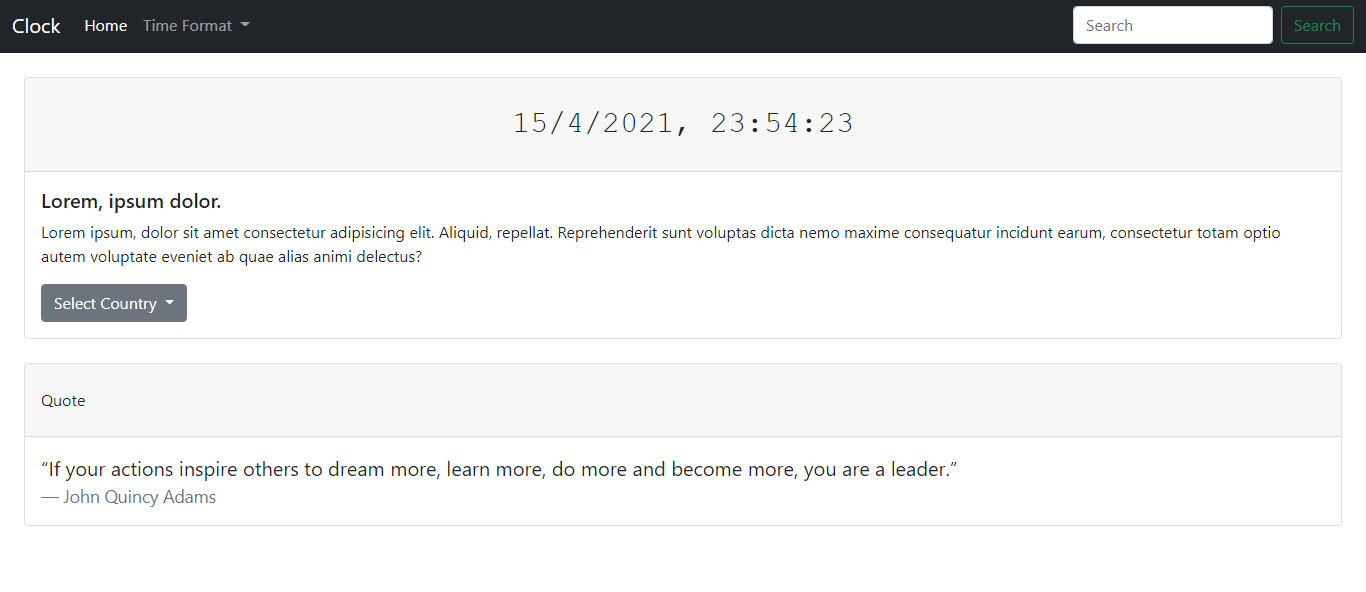 Clock Home Time Format Search Search
15/4/2021, 23:54:23
Lorem, ipsum dolor.
Lorem ipsum, dolor sit amet consectetur adipisicing elit. Aliquid, repellat. Reprehenderit sunt voluptas dicta nemo maxime consequatur incidunt earum, consectetur totam optio
autem voluptate eveniet ab quae alias animi delectus?
Select Country
Quote
“If your actions inspire others to dream more, learn more, do more and become more, you are a leader.”
— John Quincy Adams